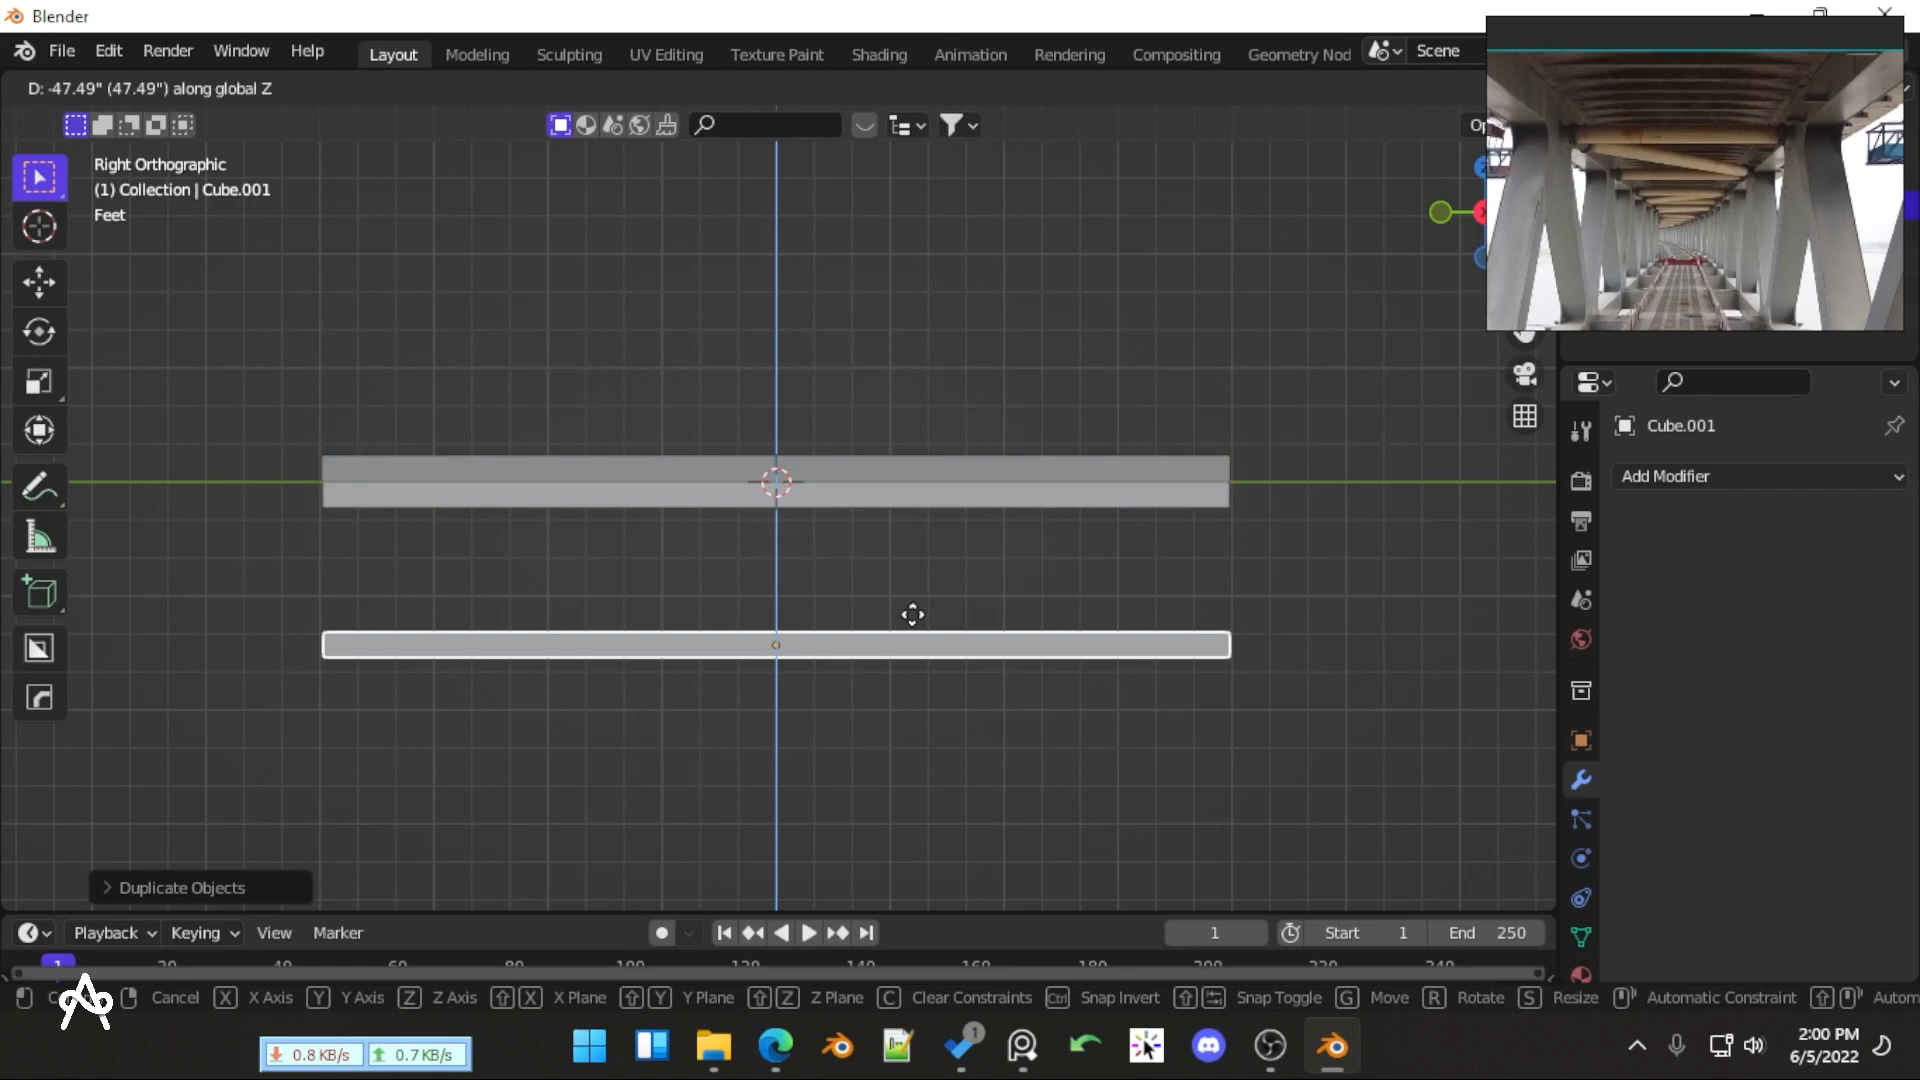 Blender
File Edit Render Window Help Layout Modeling Sculpting UV Editing Texture Paint Shading Animation Rendering Compositing Geometry Nod Scene
D: -47.49" (47.49") along global Z
Right Orthographic
(1) Collection | Cube.001
Feet
Cube.001
Add Modifier
Duplicate Objects
Playback Keying View Marker 1 Start 1 End 250
1
Cancel X X Axis Y Y Axis Z Z Axis X X Plane Y Y Plane Z Z Plane C Clear Constraints Ctrl Snap Invert Snap Toggle G Move R Rotate S Resize Automatic Constraint Autom
0.8 KB/s 0.7 KB/s
1
2:00 PM
6/5/2022